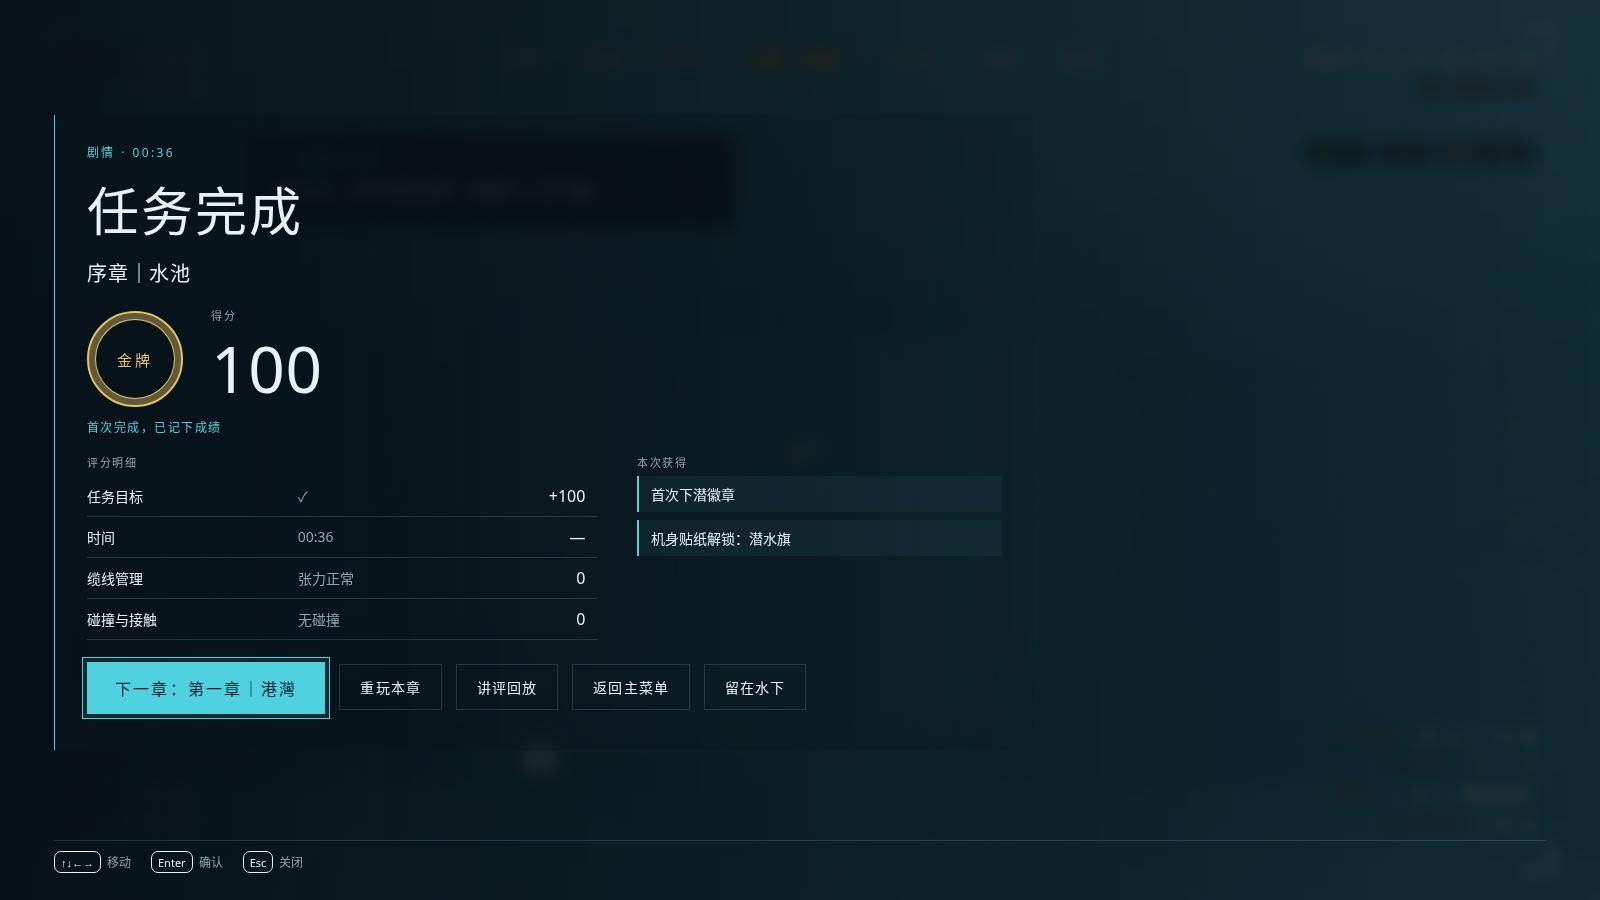 剧情 · 00:36
任务完成
序章｜水池
金牌
得分
100
首次完成，已记下成绩
评分明细
任务目标 ✓ +100
时间 00:36 —
缆线管理 张力正常 0
碰撞与接触 无碰撞 0
本次获得
首次下潜徽章
机身贴纸解锁：潜水旗
下一章：第一章｜港灣
重玩本章
讲评回放
返回主菜单
留在水下
↑↓←→ 移动 Enter 确认 Esc 关闭